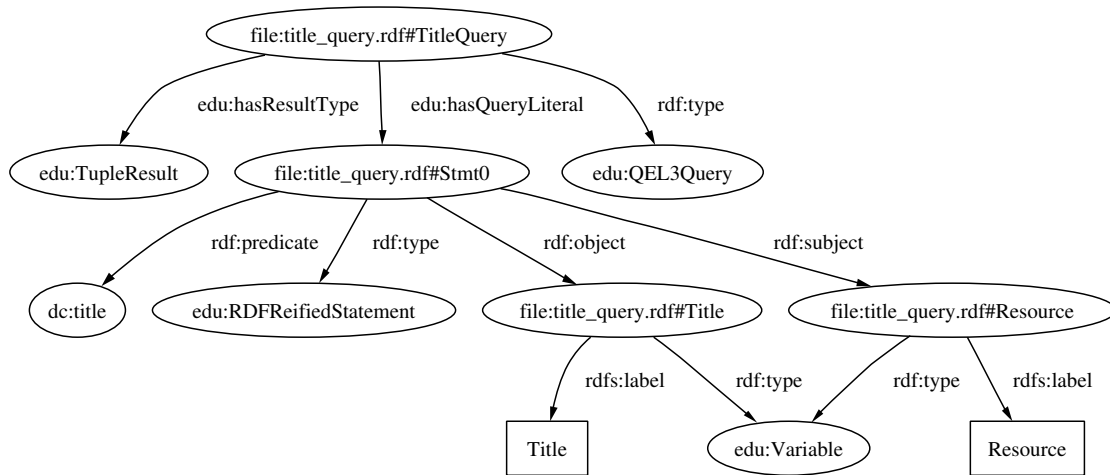 file:title_query.rdf#TitleQuery
edu:hasResultType
edu:hasQueryLiteral
rdf:type
edu:TupleResult
file:title_query.rdf#Stmt0
edu:QEL3Query
rdf:predicate
rdf:type
rdf:object
rdf:subject
dc:title
edu:RDFReifiedStatement
file:title_query.rdf#Title
file:title_query.rdf#Resource
rdfs:label
rdf:type
rdf:type
rdfs:label
Title
edu:Variable
Resource